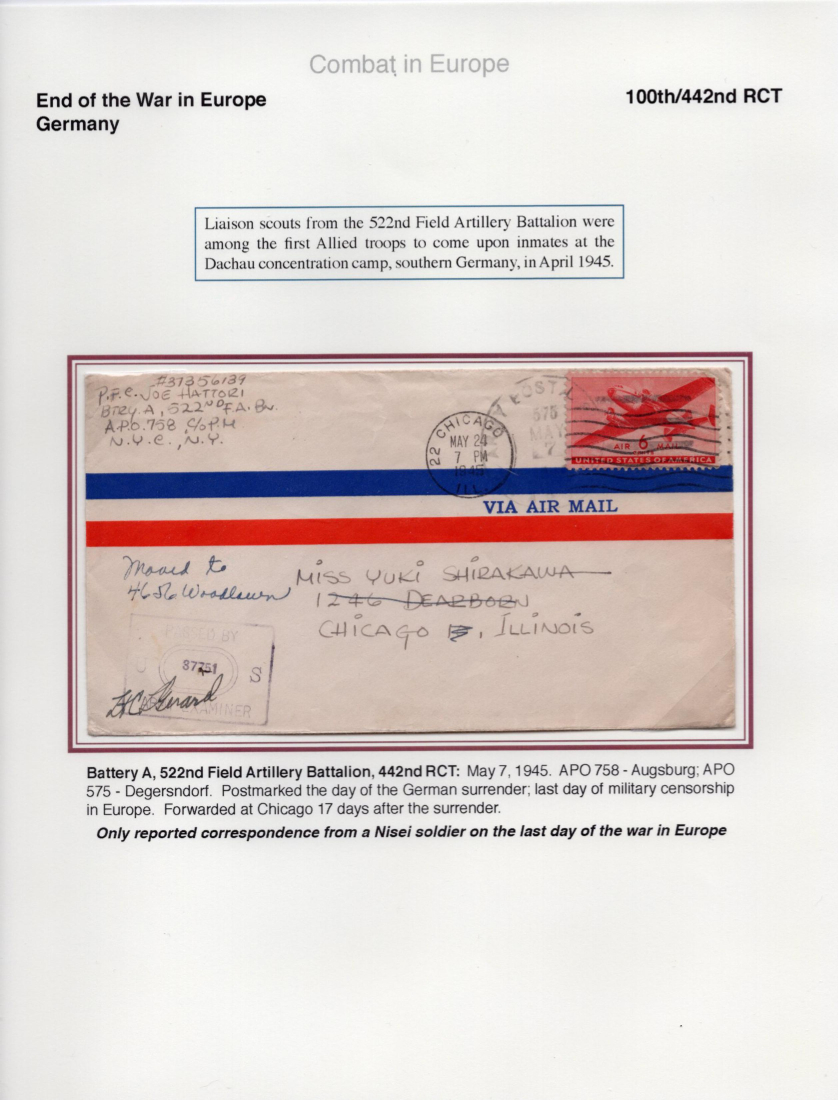 Combat in Europe
End of the War in Europe
Germany
100th/442nd RCT
Liaison scouts from the 522nd Field Artillery Battalion were
among the first Allied troops to come upon inmates at the
Dachau concentration camp, southern Germany, in April 1945.
#37356139
P.F.C. JOE HATTORI
BTRY. A, 522ND F.A. BN.
A.P.O. 758, C/O P.M
N.Y.C., N.Y.
22 CHICAGO
MAY 24
7 PM
1945
ILL.
POSTA
575
MAY
7
AIR 6¢ MAIL
UNITED STATES OF AMERICA
VIA AIR MAIL
Moved to
4656 Woodlawn
MISS YUKI SHIRAKAWA
1246 DEARBORN
CHICAGO, ILLINOIS
PASSED BY
U 37751 S
EXAMINER
Battery A, 522nd Field Artillery Battalion, 442nd RCT: May 7, 1945. APO 758 - Augsburg; APO
575 - Degersndorf. Postmarked the day of the German surrender; last day of military censorship
in Europe. Forwarded at Chicago 17 days after the surrender.
Only reported correspondence from a Nisei soldier on the last day of the war in Europe